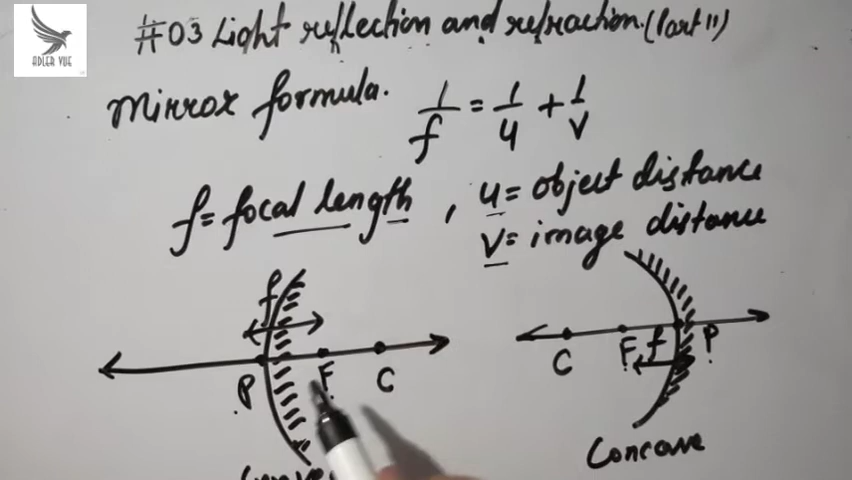 ADLER VUE
#03 Light reflection and refraction. (Part 11)
Mirror formula. 1/f = 1/u + 1/v
f = focal length , u = object distance
v = image distance
f
P F C
C F f P
Concave